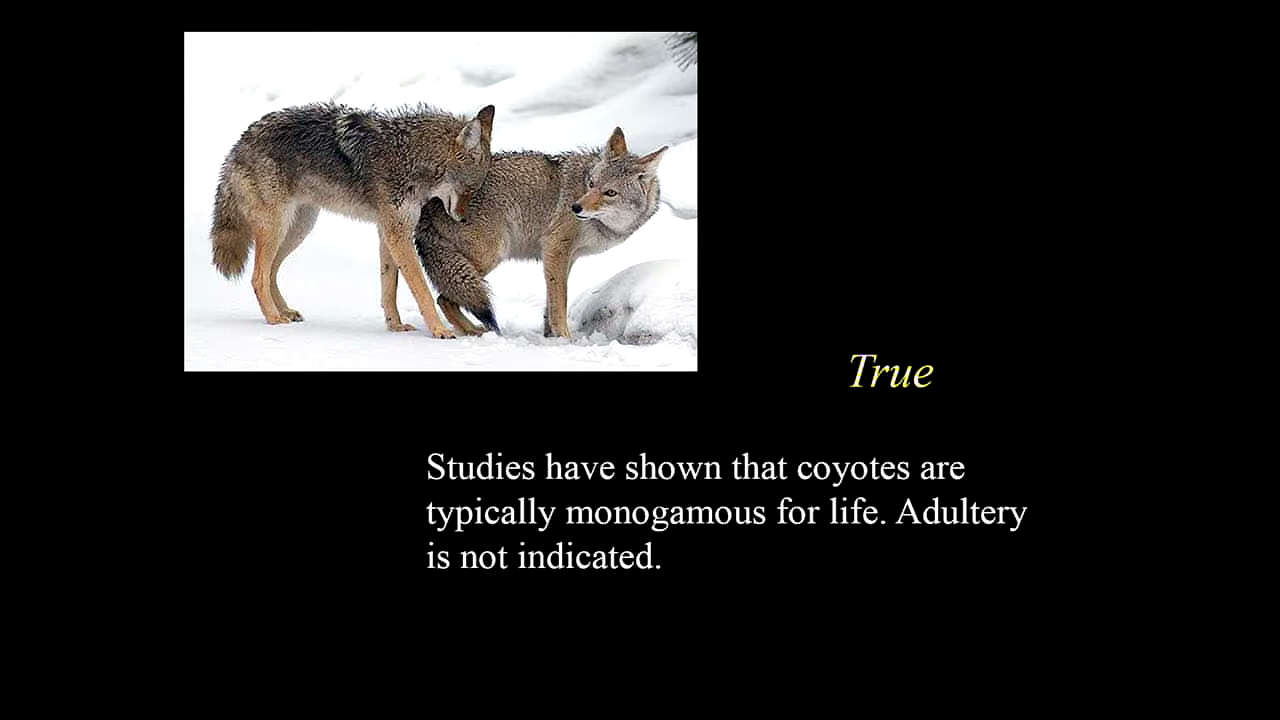 True
Studies have shown that coyotes are
typically monogamous for life. Adultery
is not indicated.